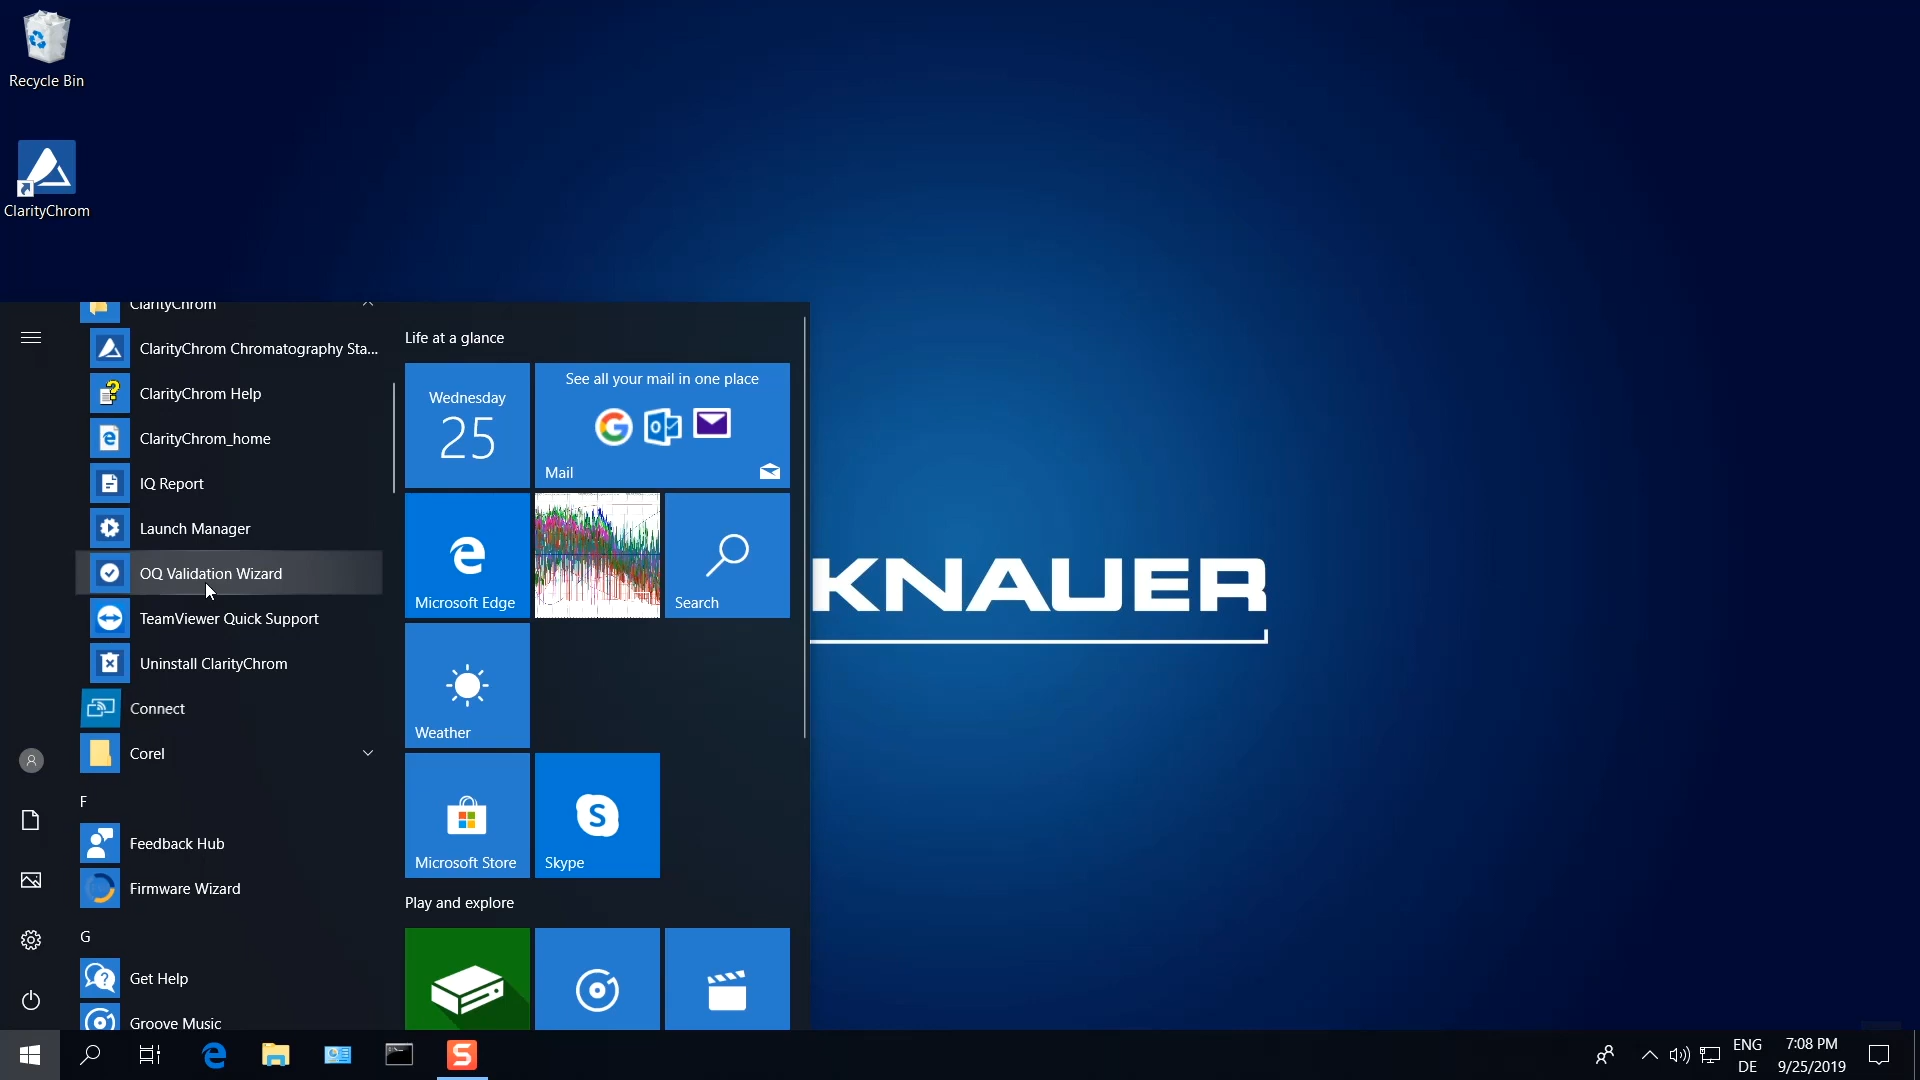 Recycle Bin
ClarityChrom
ClarityChrom
ClarityChrom Chromatography Sta...
ClarityChrom Help
ClarityChrom_home
IQ Report
Launch Manager
OQ Validation Wizard
TeamViewer Quick Support
Uninstall ClarityChrom
Connect
Corel
F
Feedback Hub
Firmware Wizard
G
Get Help
Groove Music
Life at a glance
Wednesday
25
See all your mail in one place
Mail
Microsoft Edge
Search
Weather
Microsoft Store
Skype
Play and explore
KNAUER
ENG
DE
7:08 PM
9/25/2019